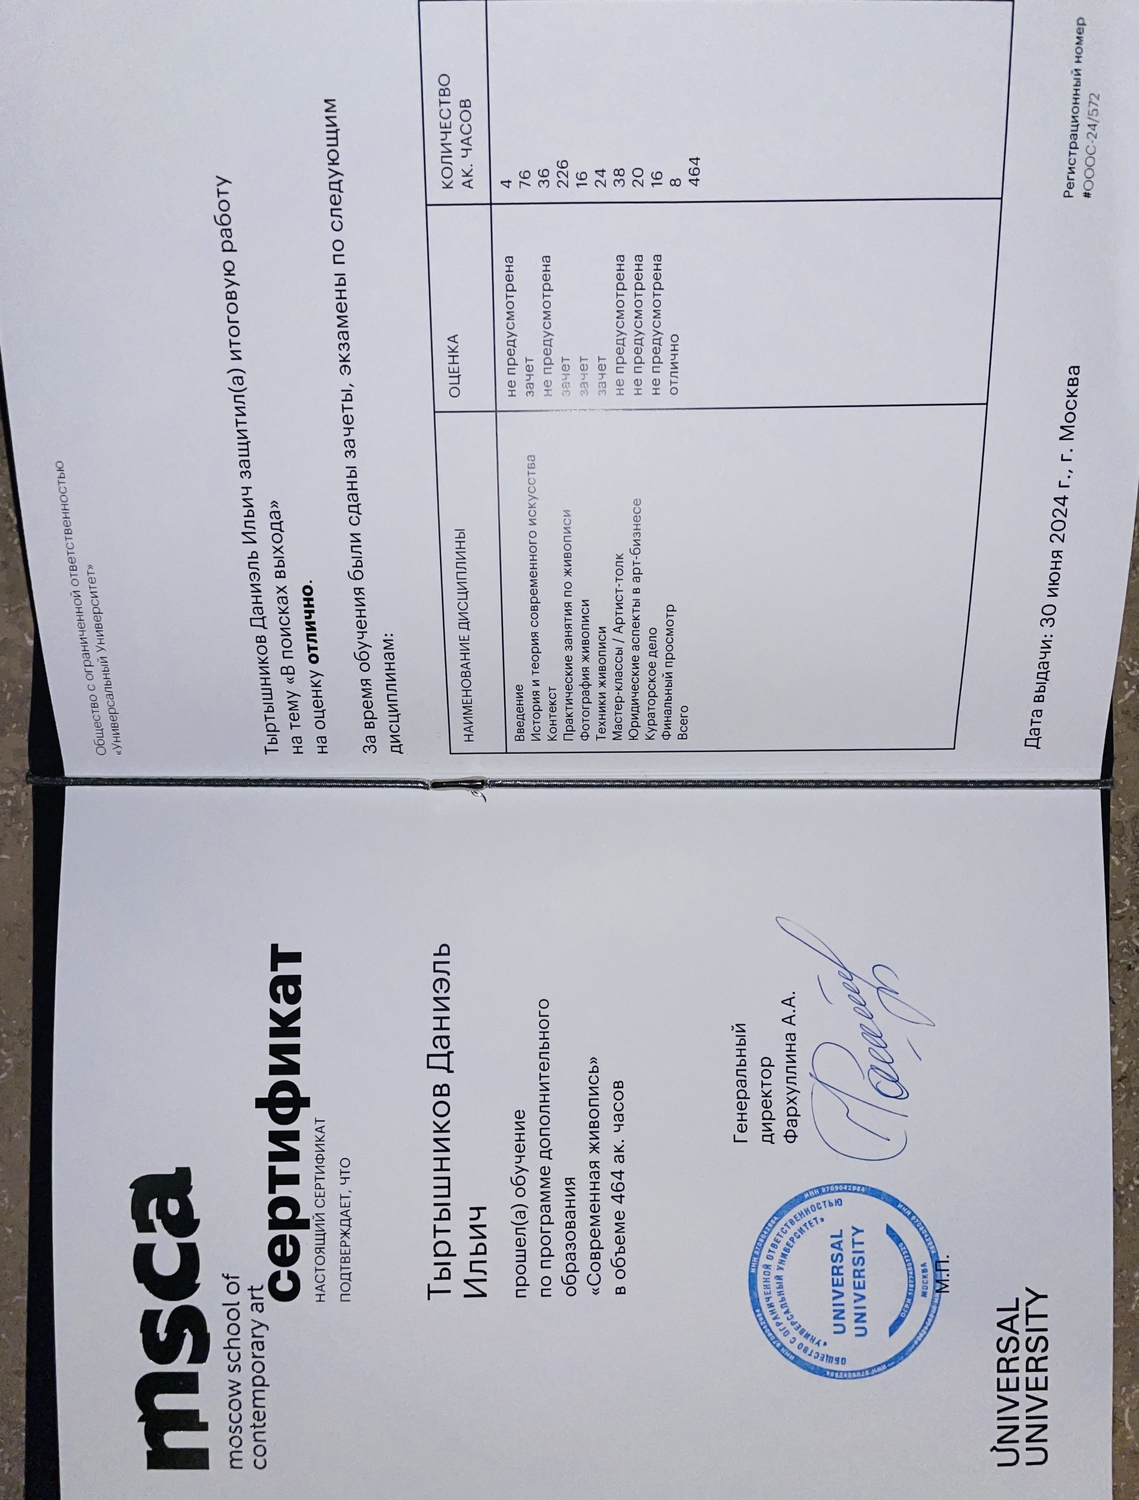 msca
moscow school of
contemporary art
сертификат
НАСТОЯЩИЙ СЕРТИФИКАТ
ПОДТВЕРЖДАЕТ, ЧТО
Тыртышников Даниэль
Ильич
прошел(а) обучение
по программе дополнительного
образования
«Современная живопись»
в объеме 464 ак. часов
Генеральный
директор
Фархуллина А.А.
ОБЩЕСТВО С ОГРАНИЧЕННОЙ ОТВЕТСТВЕННОСТЬЮ
«УНИВЕРСАЛЬНЫЙ УНИВЕРСИТЕТ»
UNIVERSAL
UNIVERSITY
МОСКВА
М.П.
UNIVERSAL
UNIVERSITY
Общество с ограниченной ответственностью
«Универсальный Университет»
Тыртышников Даниэль Ильич защитил(а) итоговую работу
на тему «В поисках выхода»
на оценку отлично.
За время обучения были сданы зачеты, экзамены по следующим
дисциплинам:
НАИМЕНОВАНИЕ ДИСЦИПЛИНЫ ОЦЕНКА КОЛИЧЕСТВО АК. ЧАСОВ
Введение не предусмотрена 4
История и теория современного искусства зачет 76
Контекст не предусмотрена 36
Практические занятия по живописи зачет 226
Фотография живописи зачет 16
Техники живописи зачет 24
Мастер-классы / Артист-толк не предусмотрена 38
Юридические аспекты в арт-бизнесе не предусмотрена 20
Кураторское дело не предусмотрена 16
Финальный просмотр отлично 8
Всего 464
Дата выдачи: 30 июня 2024 г., г. Москва
Регистрационный номер
#ОООС-24/572